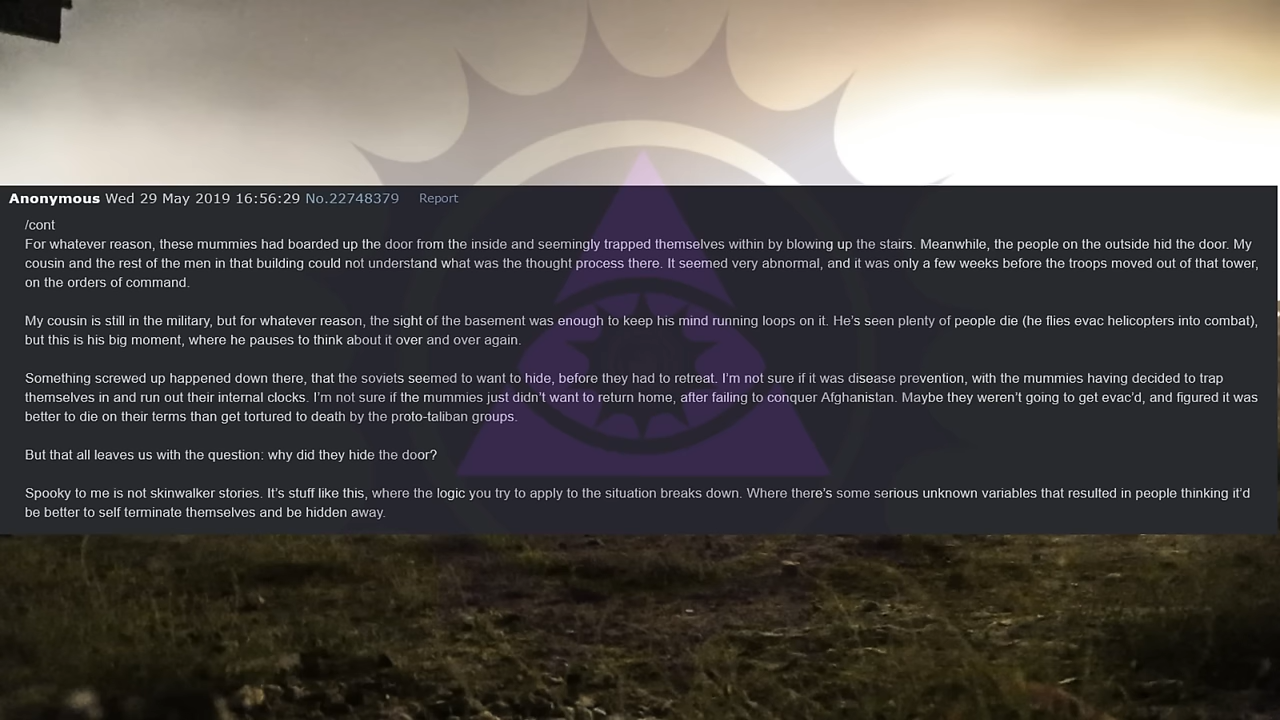 Anonymous Wed 29 May 2019 16:56:29 No.22748379 Report
/cont
For whatever reason, these mummies had boarded up the door from the inside and seemingly trapped themselves within by blowing up the stairs. Meanwhile, the people on the outside hid the door. My
cousin and the rest of the men in that building could not understand what was the thought process there. It seemed very abnormal, and it was only a few weeks before the troops moved out of that tower,
on the orders of command.
My cousin is still in the military, but for whatever reason, the sight of the basement was enough to keep his mind running loops on it. He's seen plenty of people die (he flies evac helicopters into combat),
but this is his big moment, where he pauses to think about it over and over again.
Something screwed up happened down there, that the soviets seemed to want to hide, before they had to retreat. I'm not sure if it was disease prevention, with the mummies having decided to trap
themselves in and run out their internal clocks. I'm not sure if the mummies just didn't want to return home, after failing to conquer Afghanistan. Maybe they weren't going to get evac'd, and figured it was
better to die on their terms than get tortured to death by the proto-taliban groups.
But that all leaves us with the question: why did they hide the door?
Spooky to me is not skinwalker stories. It's stuff like this, where the logic you try to apply to the situation breaks down. Where there's some serious unknown variables that resulted in people thinking it'd
be better to self terminate themselves and be hidden away.